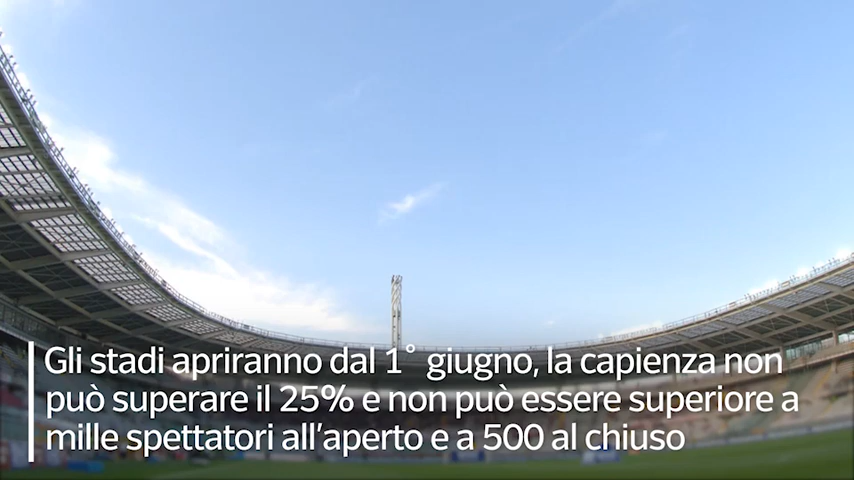 Gli stadi apriranno dal 1° giugno, la capienza non
può superare il 25% e non può essere superiore a
mille spettatori all’aperto e a 500 al chiuso